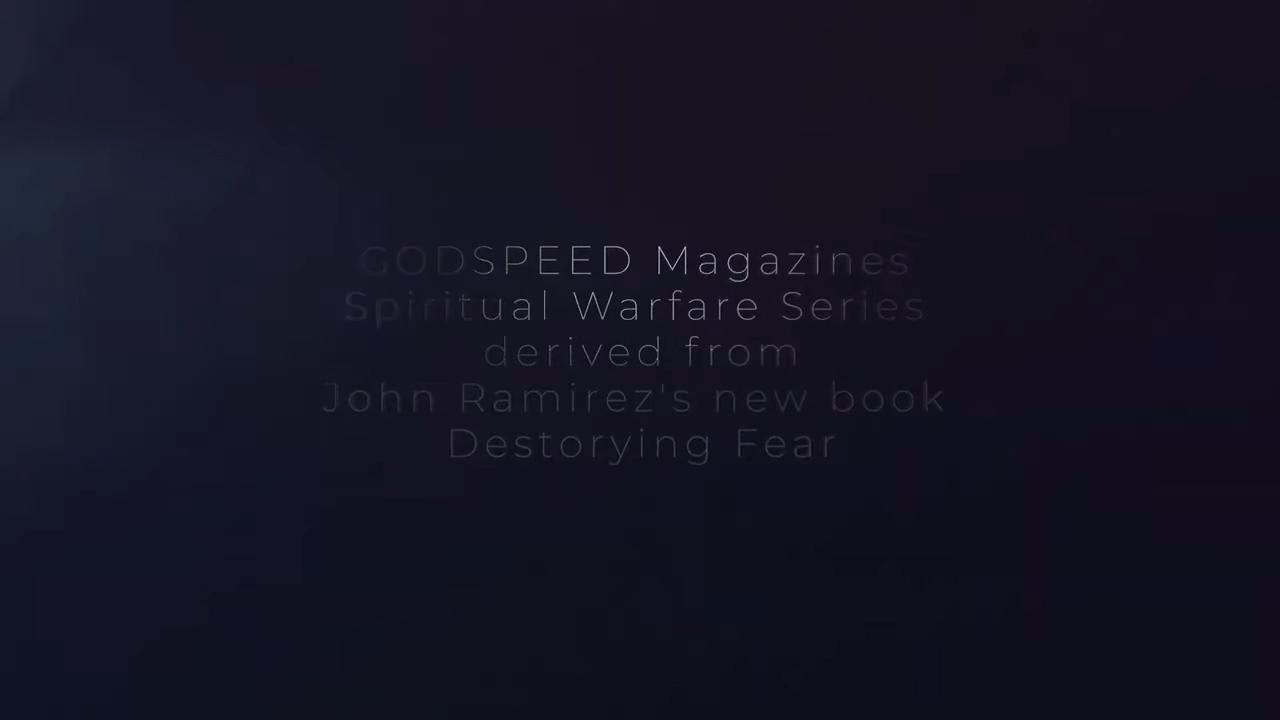 GODSPEED Magazines
Spiritual Warfare Series
derived from
John Ramirez's new book
Destorying Fear